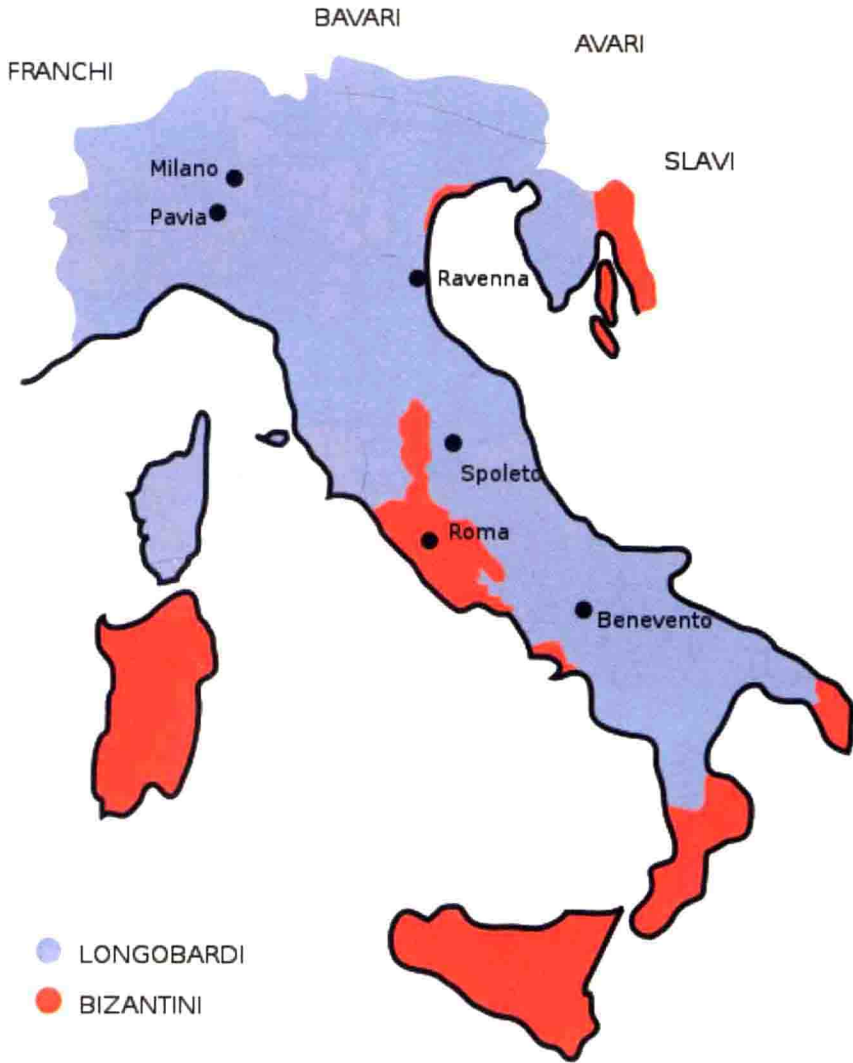 BAVARI
AVARI
FRANCHI
SLAVI
Milano
Pavia
Ravenna
Spoleto
Roma
Benevento
LONGOBARDI
BIZANTINI